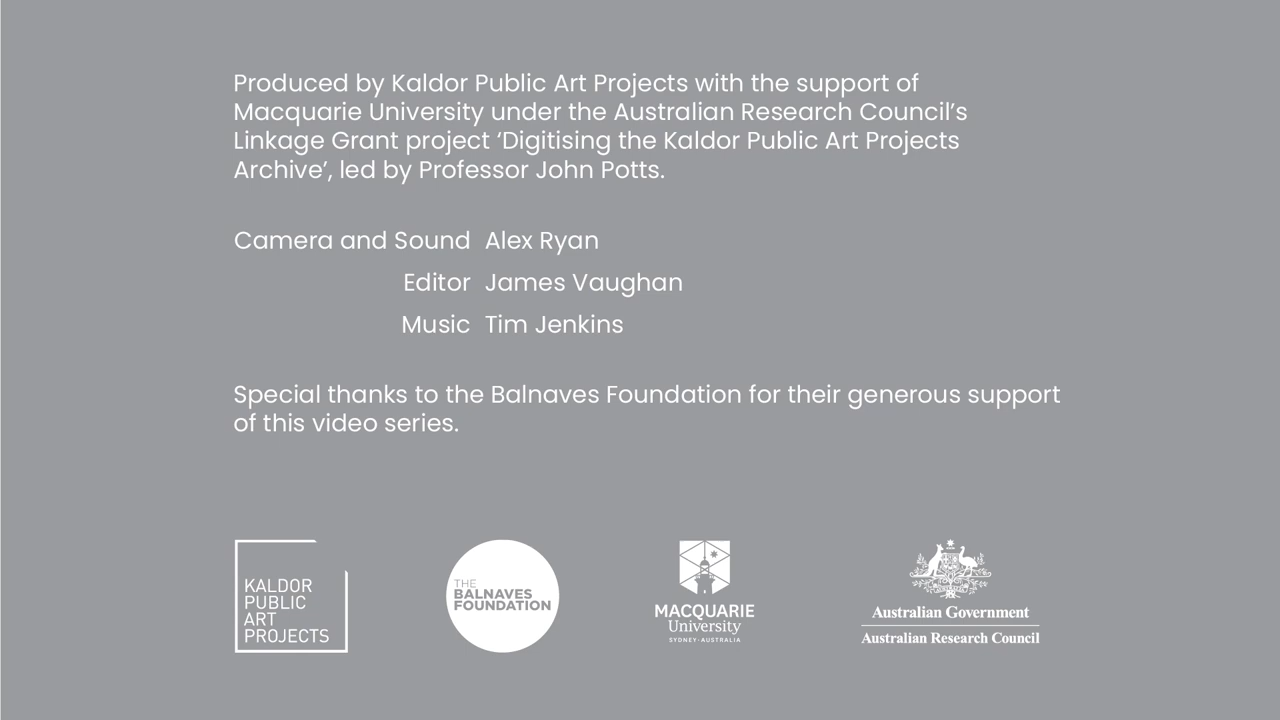 Produced by Kaldor Public Art Projects with the support of
Macquarie University under the Australian Research Council’s
Linkage Grant project ‘Digitising the Kaldor Public Art Projects
Archive’, led by Professor John Potts.
Camera and Sound Alex Ryan
Editor James Vaughan
Music Tim Jenkins
Special thanks to the Balnaves Foundation for their generous support
of this video series.
KALDOR
PUBLIC
ART
PROJECTS
THE
BALNAVES
FOUNDATION
MACQUARIE
University
SYDNEY·AUSTRALIA
Australian Government
Australian Research Council